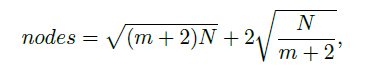 nodes = √((m + 2)N) + 2√(N/(m + 2)),